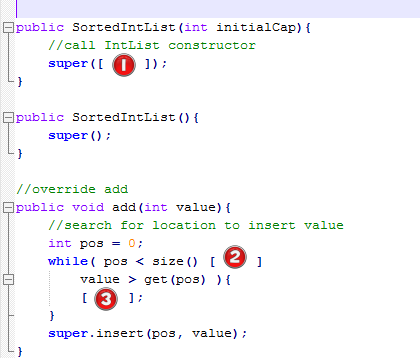 public SortedIntList(int initialCap){
//call IntList constructor
super([ 1 ]);
}
public SortedIntList(){
super();
}
//override add
public void add(int value){
//search for location to insert value
int pos = 0;
while( pos < size() [ 2 ]
value > get(pos) ){
[ 3 ];
}
super.insert(pos, value);
}